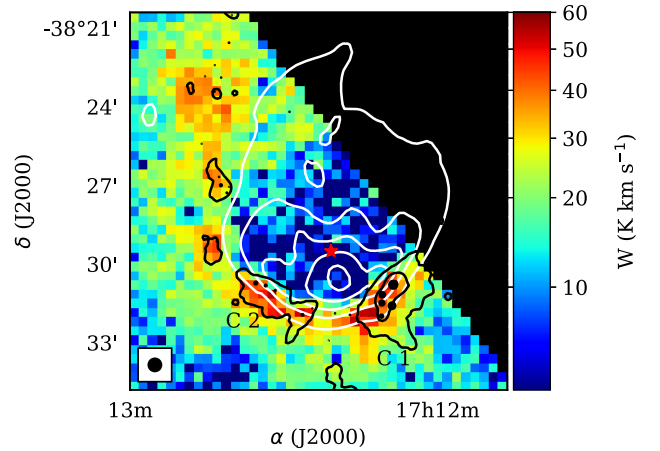 -38°21'
24'
27'
30'
33'
δ (J2000)
C 2
C 1
13m
17h12m
α (J2000)
60
50
40
30
20
10
W (K km s⁻¹)